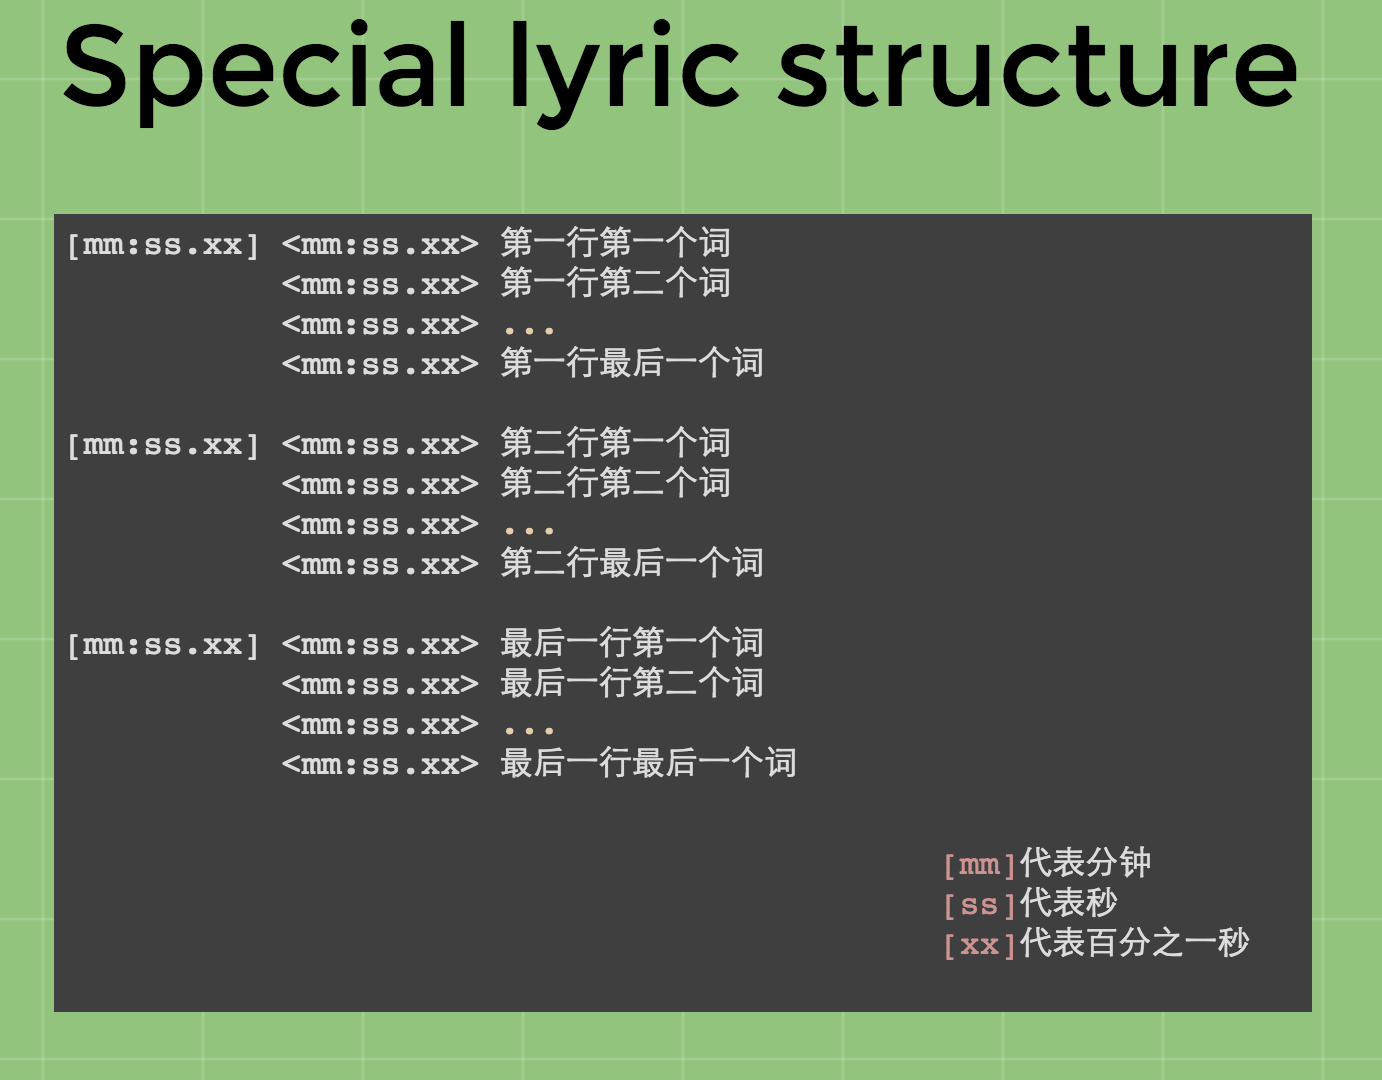 Special lyric structure
[mm:ss.xx] <mm:ss.xx> 第一行第一个词
<mm:ss.xx> 第一行第二个词
<mm:ss.xx> ...
<mm:ss.xx> 第一行最后一个词
[mm:ss.xx] <mm:ss.xx> 第二行第一个词
<mm:ss.xx> 第二行第二个词
<mm:ss.xx> ...
<mm:ss.xx> 第二行最后一个词
[mm:ss.xx] <mm:ss.xx> 最后一行第一个词
<mm:ss.xx> 最后一行第二个词
<mm:ss.xx> ...
<mm:ss.xx> 最后一行最后一个词
[mm]代表分钟
[ss]代表秒
[xx]代表百分之一秒